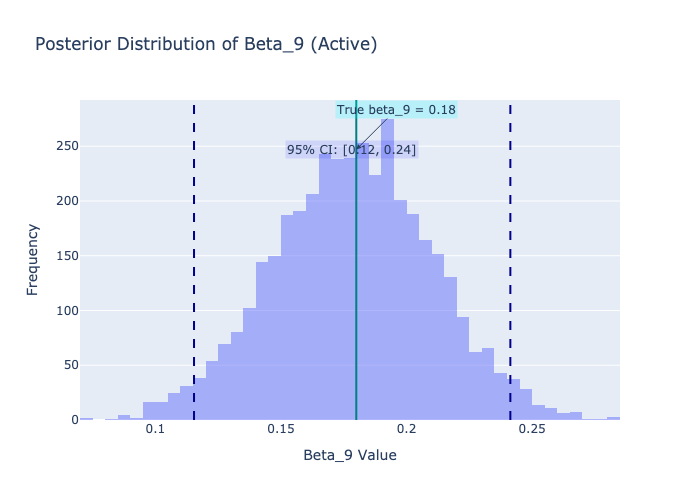 Posterior Distribution of Beta_9 (Active)
True beta_9 = 0.18
95% CI: [0.12, 0.24]
250
200
150
100
50
0
Frequency
0.1
0.15
0.2
0.25
Beta_9 Value